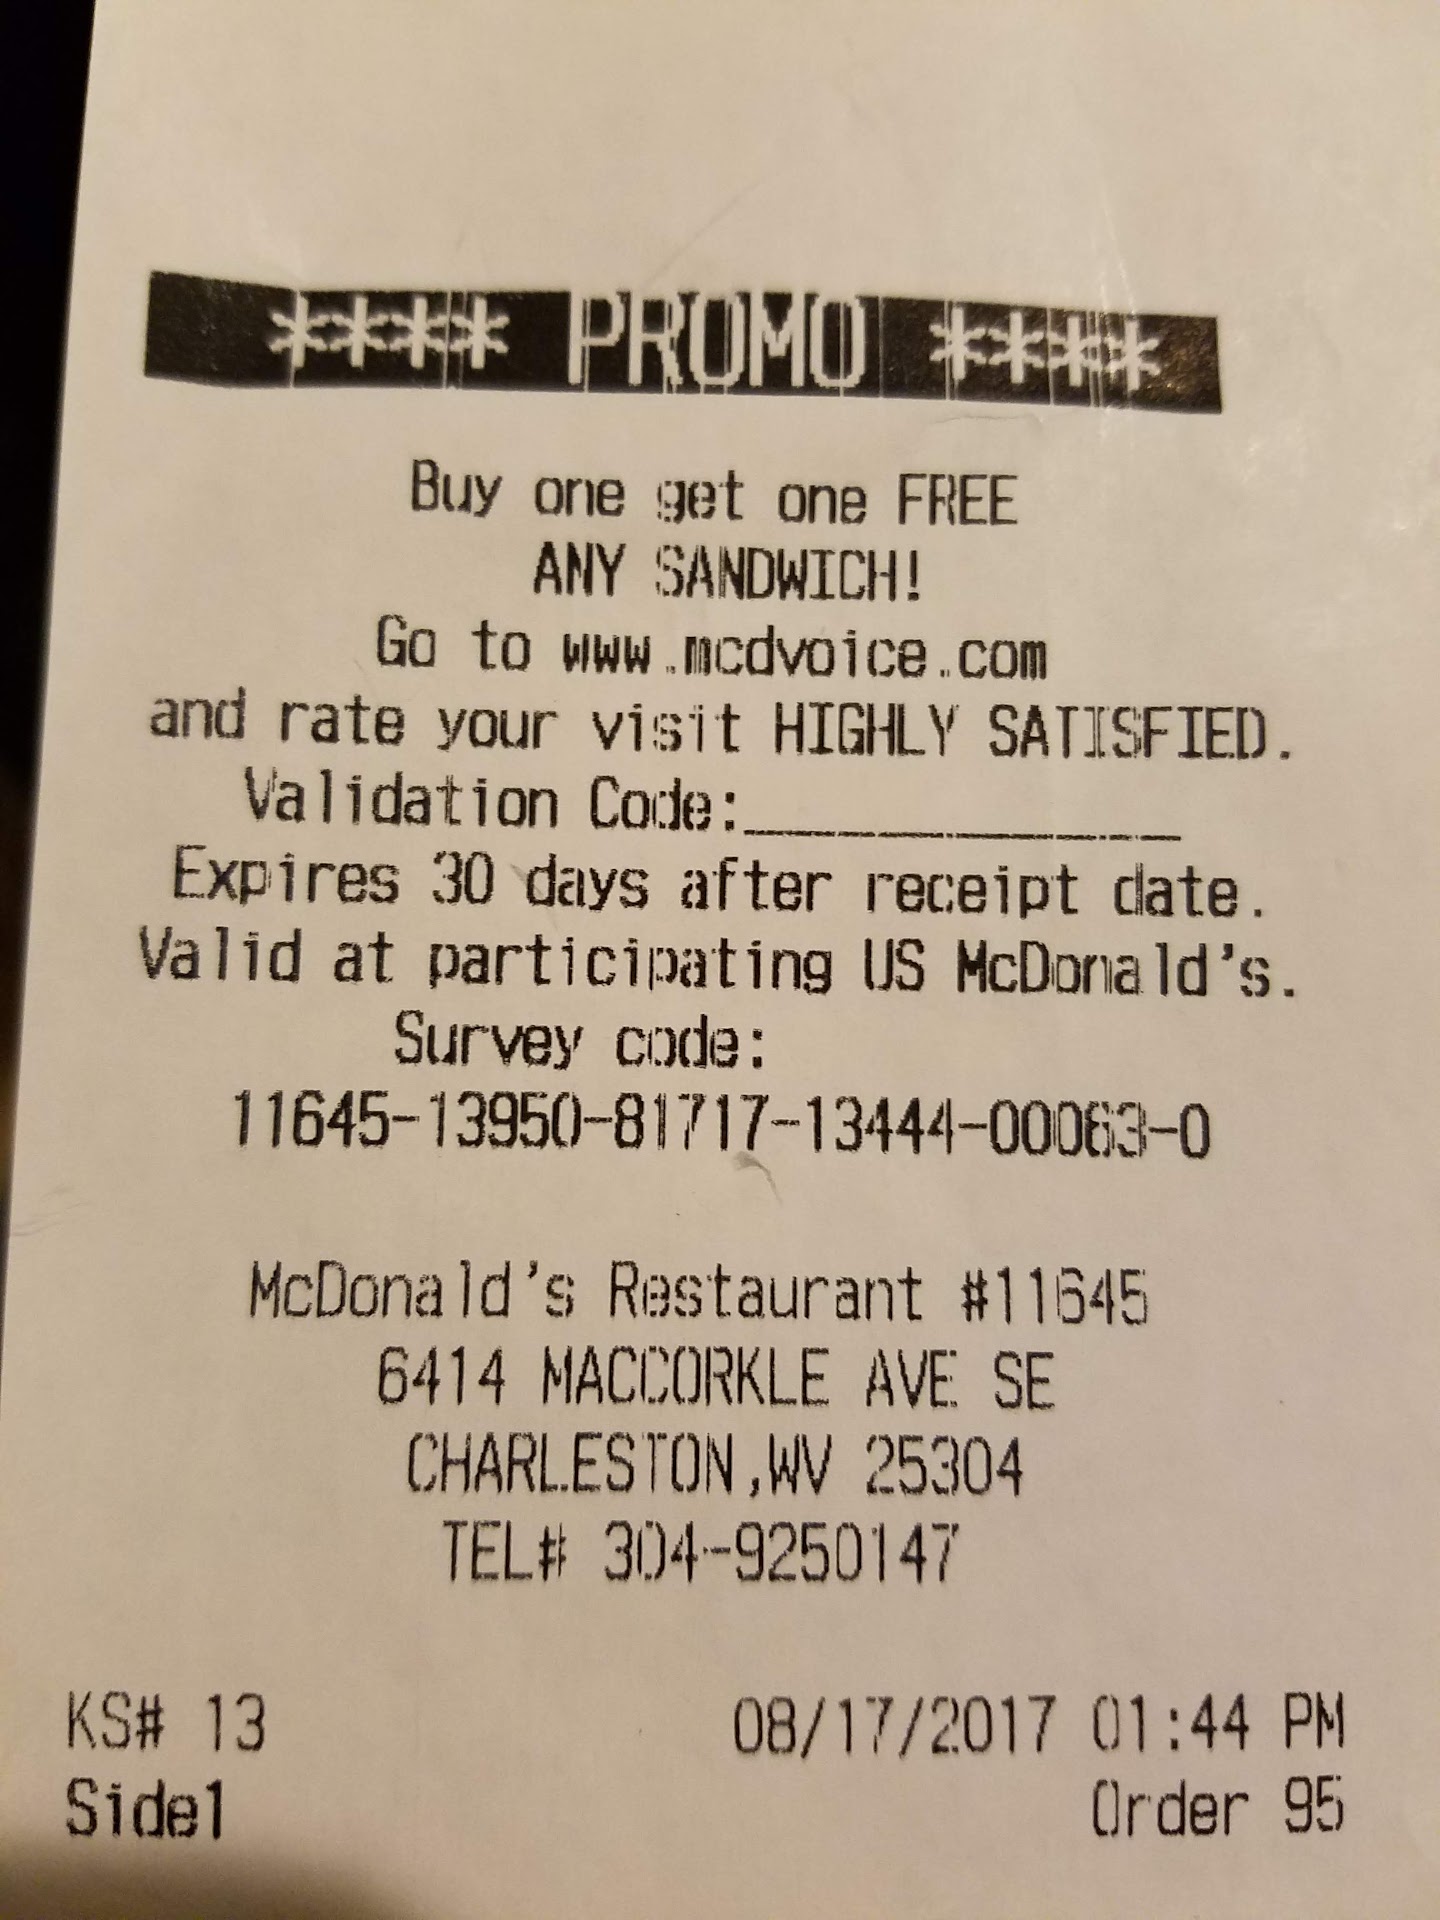 **** PROMO ****
Buy one get one FREE
ANY SANDWICH!
Go to www.mcdvoice.com
and rate your visit HIGHLY SATISFIED.
Validation Code:____________
Expires 30 days after receipt date.
Valid at participating US McDonald's.
Survey code:
11645-13950-81717-13444-00063-0
McDonald's Restaurant #11645
6414 MACCORKLE AVE SE
CHARLESTON,WV 25304
TEL# 304-9250147
KS# 13 08/17/2017 01:44 PM
Side1 Order 95